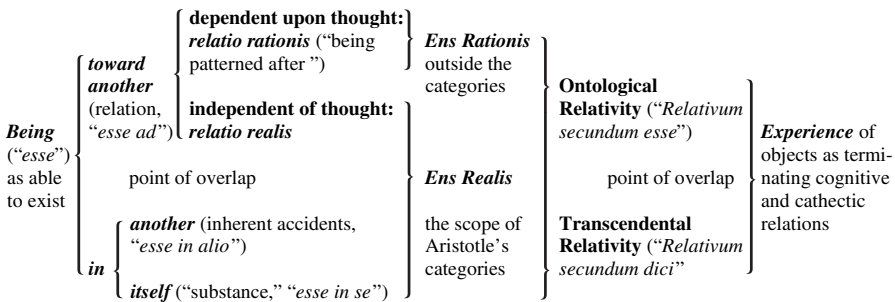 Being
("esse")
as able
to exist
toward
another
(relation,
"esse ad")
point of overlap
in
dependent upon thought:
relatio rationis ("being
patterned after ")
independent of thought:
relatio realis
another (inherent accidents,
"esse in alio")
itself ("substance," "esse in se")
Ens Rationis
outside the
categories
Ens Realis
the scope of
Aristotle's
categories
Ontological
Relativity ("Relativum
secundum esse")
point of overlap
Transcendental
Relativity ("Relativum
secundum dici"
Experience of
objects as termi-
nating cognitive
and cathectic
relations